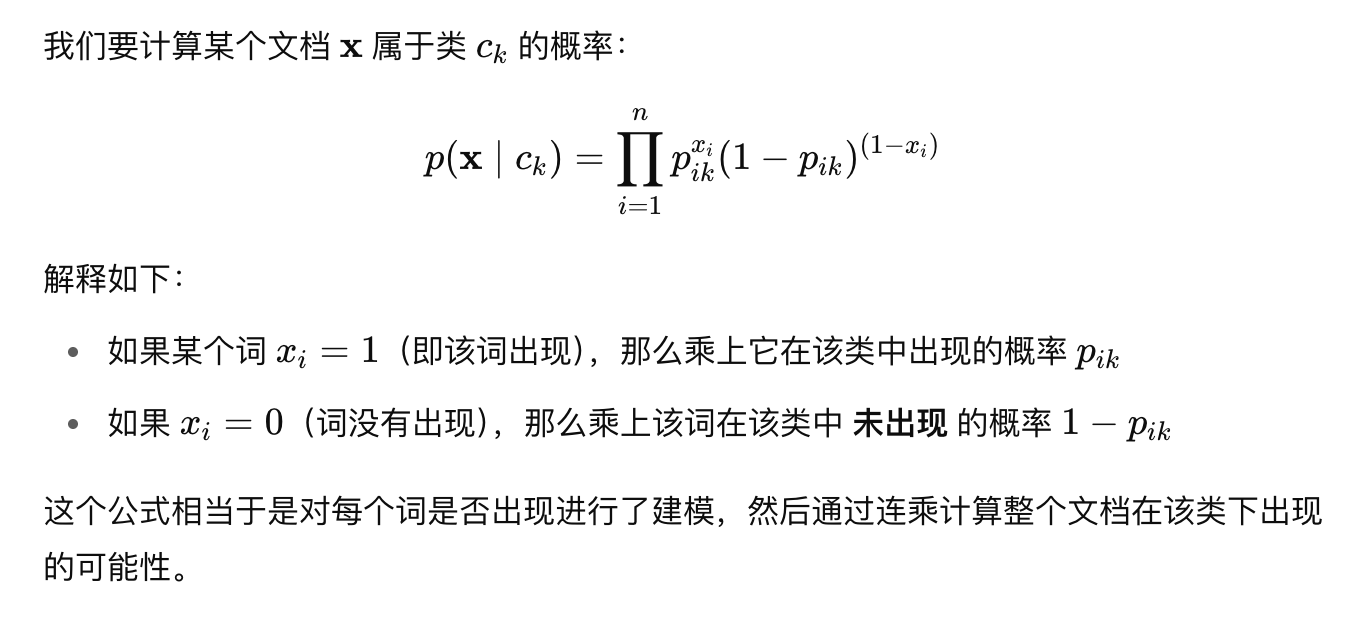 我们要计算某个文档 x 属于类 c_k 的概率：
p(x | c_k) = ∏_{i=1}^{n} p_{ik}^{x_i} (1 − p_{ik})^{(1−x_i)}
解释如下：
• 如果某个词 x_i = 1（即该词出现），那么乘上它在该类中出现的概率 p_{ik}
• 如果 x_i = 0（词没有出现），那么乘上该词在该类中 未出现 的概率 1 − p_{ik}
这个公式相当于是对每个词是否出现进行了建模，然后通过连乘计算整个文档在该类下出现
的可能性。